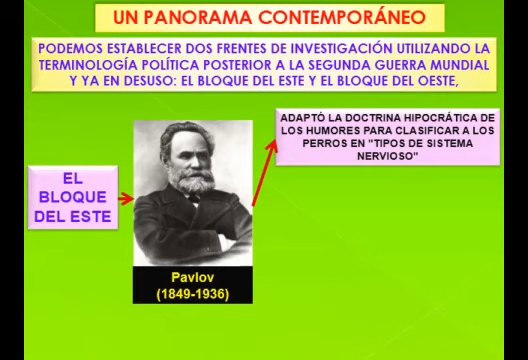 UN PANORAMA CONTEMPORÁNEO
PODEMOS ESTABLECER DOS FRENTES DE INVESTIGACIÓN UTILIZANDO LA
TERMINOLOGÍA POLÍTICA POSTERIOR A LA SEGUNDA GUERRA MUNDIAL
Y YA EN DESUSO: EL BLOQUE DEL ESTE Y EL BLOQUE DEL OESTE,
ADAPTÓ LA DOCTRINA HIPOCRÁTICA DE
LOS HUMORES PARA CLASIFICAR A LOS
PERROS EN "TIPOS DE SISTEMA
NERVIOSO"
EL
BLOQUE
DEL ESTE
Pavlov
(1849-1936)